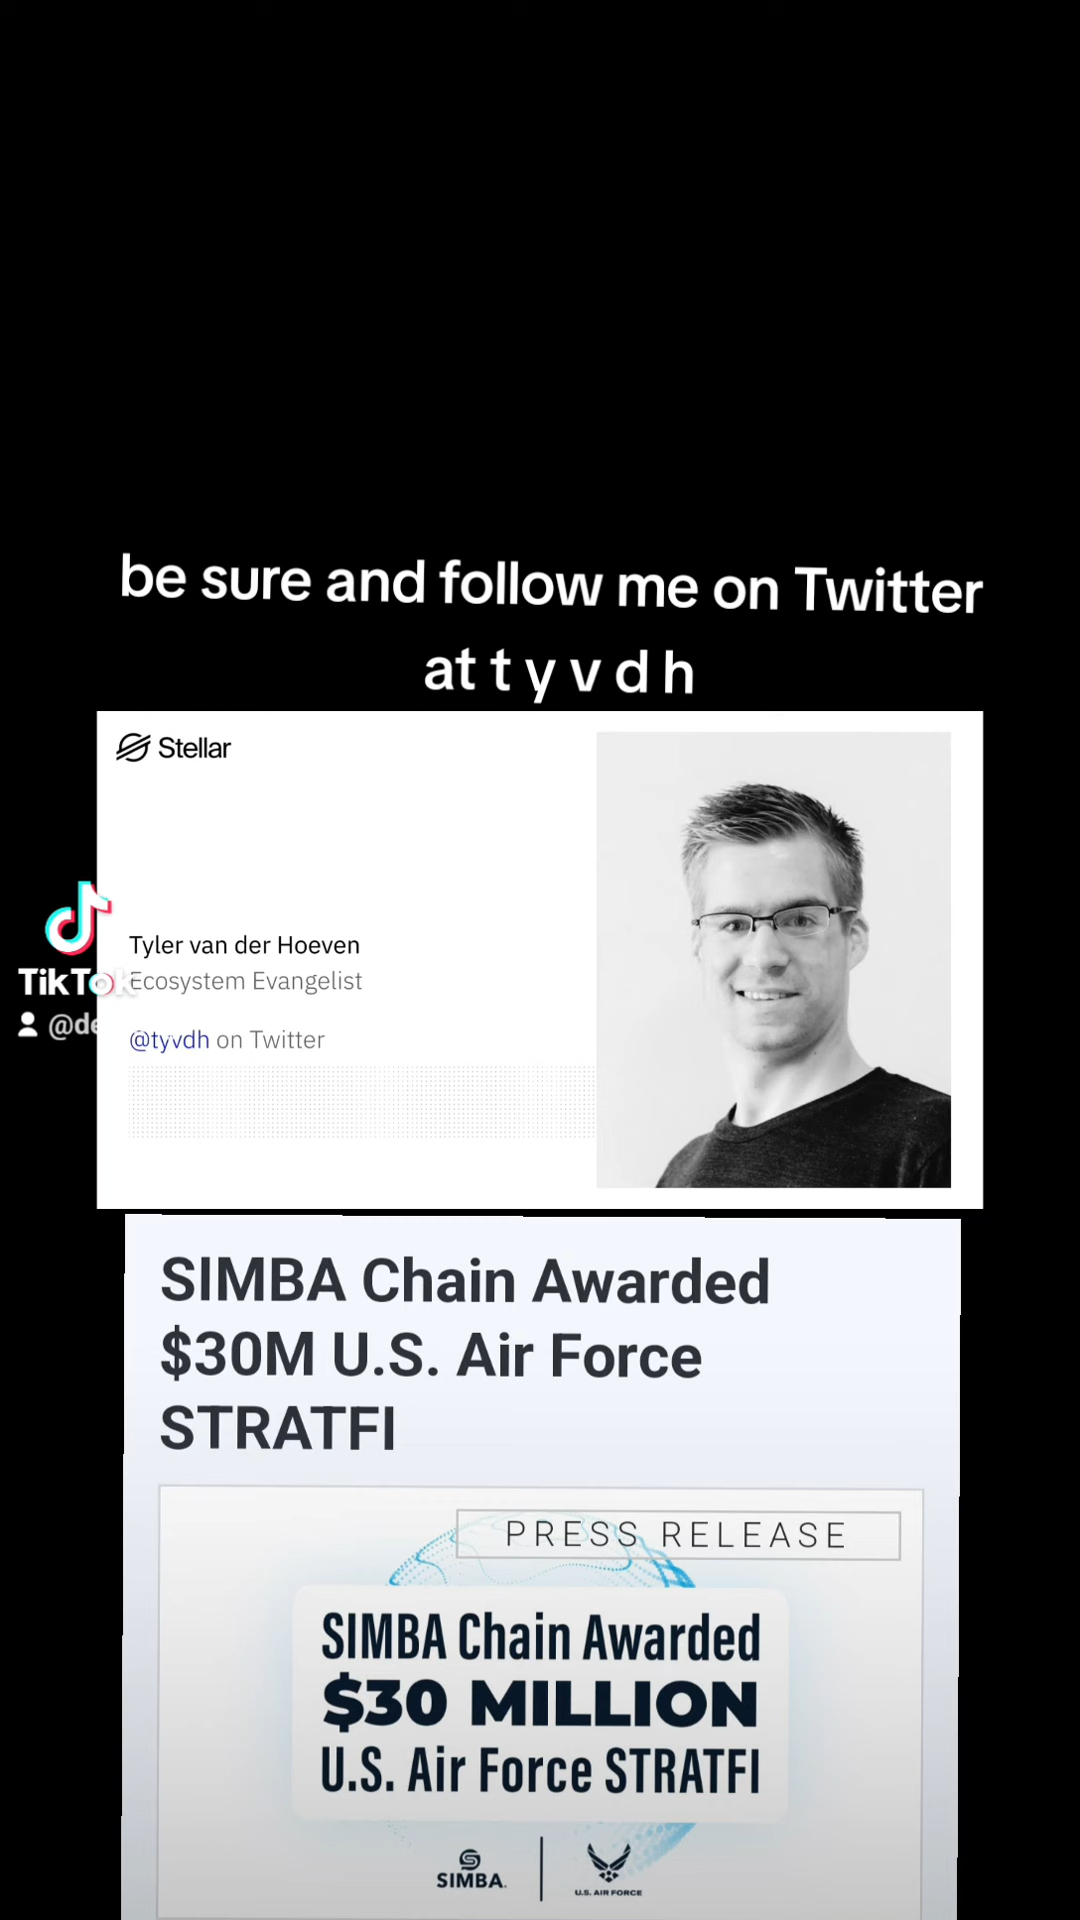 be sure and follow me on Twitter
at t y v d h
Stellar
Tyler van der Hoeven
Ecosystem Evangelist
@tyvdh on Twitter
TikTok
@de
SIMBA Chain Awarded
$30M U.S. Air Force
STRATFI
PRESS RELEASE
SIMBA Chain Awarded
$30 MILLION
U.S. Air Force STRATFI
SIMBA
U.S. AIR FORCE